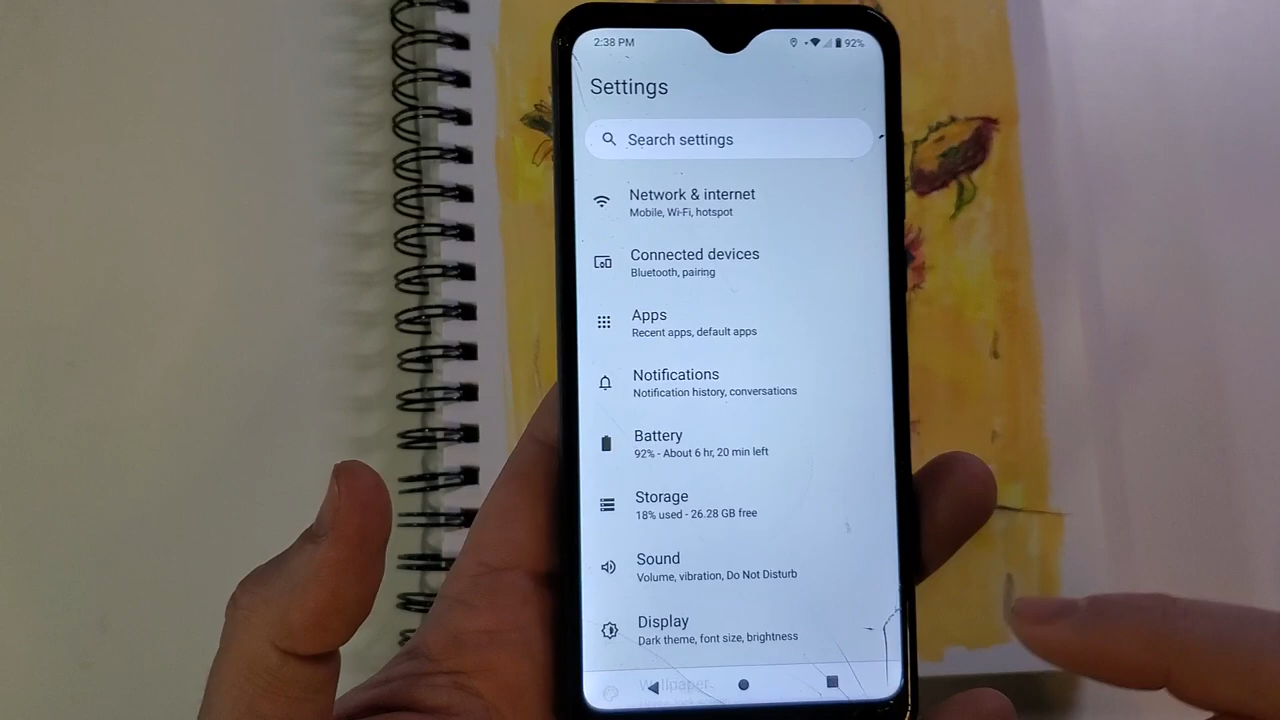 2:38 PM
92%
Settings
Search settings
Network & internet
Mobile, Wi-Fi, hotspot
Connected devices
Bluetooth, pairing
Apps
Recent apps, default apps
Notifications
Notification history, conversations
Battery
92% - About 6 hr, 20 min left
Storage
18% used - 26.28 GB free
Sound
Volume, vibration, Do Not Disturb
Display
Dark theme, font size, brightness
Wallpaper